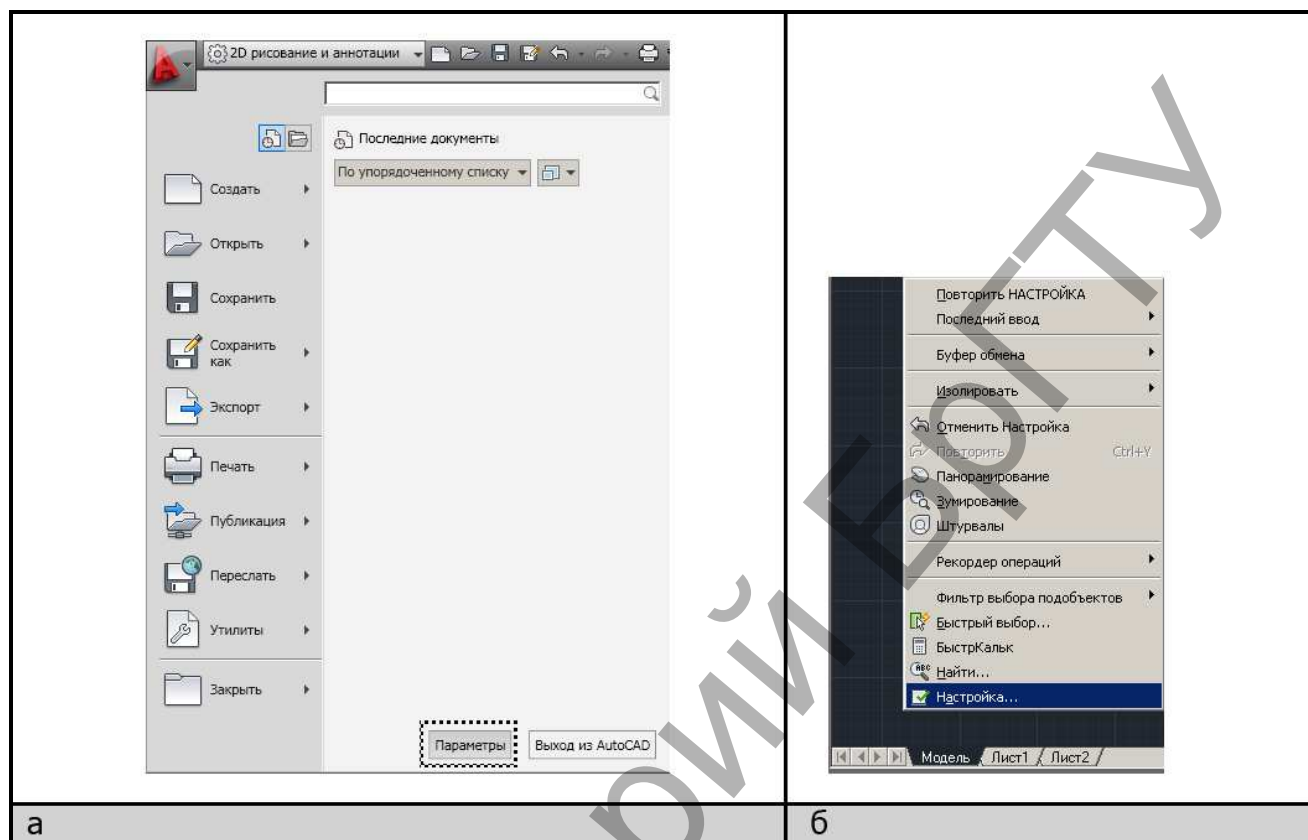 2D рисование и аннотации
Последние документы
По упорядоченному списку
Создать
Открыть
Сохранить
Сохранить
как
Экспорт
Печать
Публикация
Переслать
Утилиты
Закрыть
Параметры
Выход из AutoCAD
а
Повторить НАСТРОЙКА
Последний ввод
Буфер обмена
Изолировать
Отменить Настройка
Повторить Ctrl+Y
Панорамирование
Зумирование
Штурвалы
Рекордер операций
Фильтр выбора подобъектов
Быстрый выбор...
БыстрКальк
Найти...
Настройка...
Модель Лист1 Лист2
б
рий БрГТУ